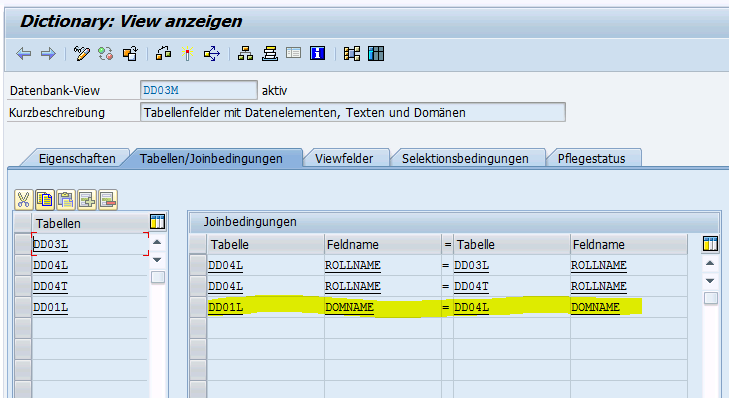 Dictionary: View anzeigen
Datenbank-View DD03M aktiv
Kurzbeschreibung Tabellenfelder mit Datenelementen, Texten und Domänen
Eigenschaften Tabellen/Joinbedingungen Viewfelder Selektionsbedingungen Pflegestatus
Tabellen
DD03L
DD04L
DD04T
DD01L
Joinbedingungen
Tabelle Feldname = Tabelle Feldname
DD04L ROLLNAME = DD03L ROLLNAME
DD04L ROLLNAME = DD04T ROLLNAME
DD01L DOMNAME = DD04L DOMNAME